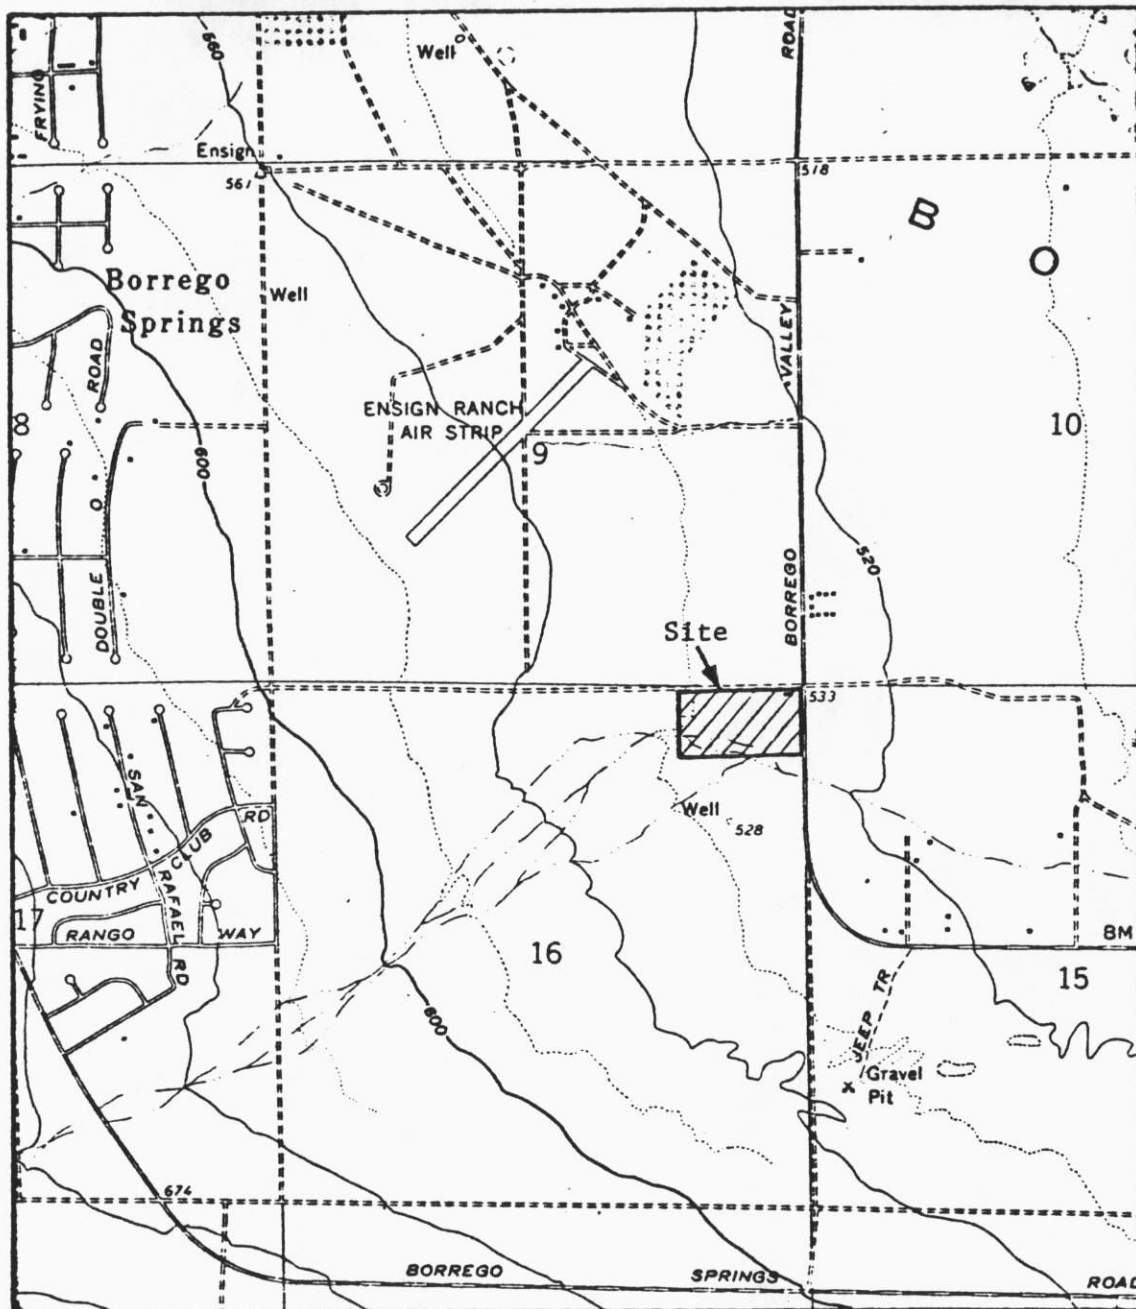 660
Well
ROAD
FRYING
Ensign
561
518
B
O
Borrego
Springs
Well
VALLEY
ROAD
ENSIGN RANCH
AIR STRIP
8
9
10
600
O
DOUBLE
BORREGO
520
Site
533
SAN
RAFAEL
RD
COUNTRY
CLUB
RD
Well
528
17
RANGO
WAY
16
BM
15
JEEP TR
600
Gravel
Pit
674
BORREGO
SPRINGS
ROAD